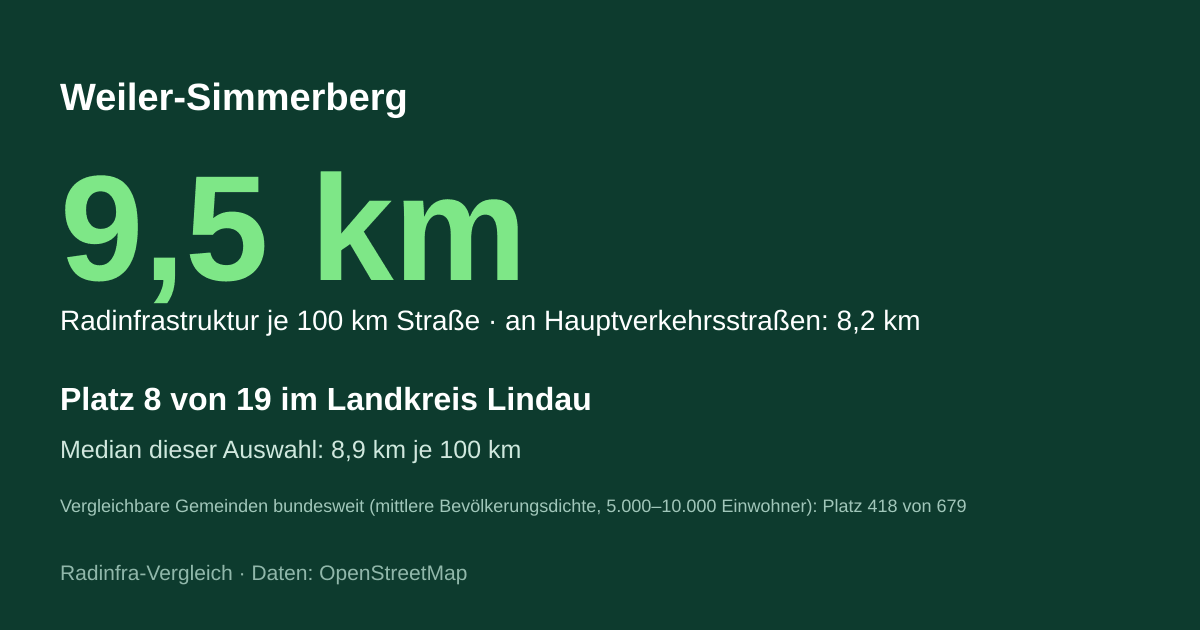 Weiler-Simmerberg
9,5 km
Radinfrastruktur je 100 km Straße · an Hauptverkehrsstraßen: 8,2 km
Platz 8 von 19 im Landkreis Lindau
Median dieser Auswahl: 8,9 km je 100 km
Vergleichbare Gemeinden bundesweit (mittlere Bevölkerungsdichte, 5.000–10.000 Einwohner): Platz 418 von 679
Radinfra-Vergleich · Daten: OpenStreetMap